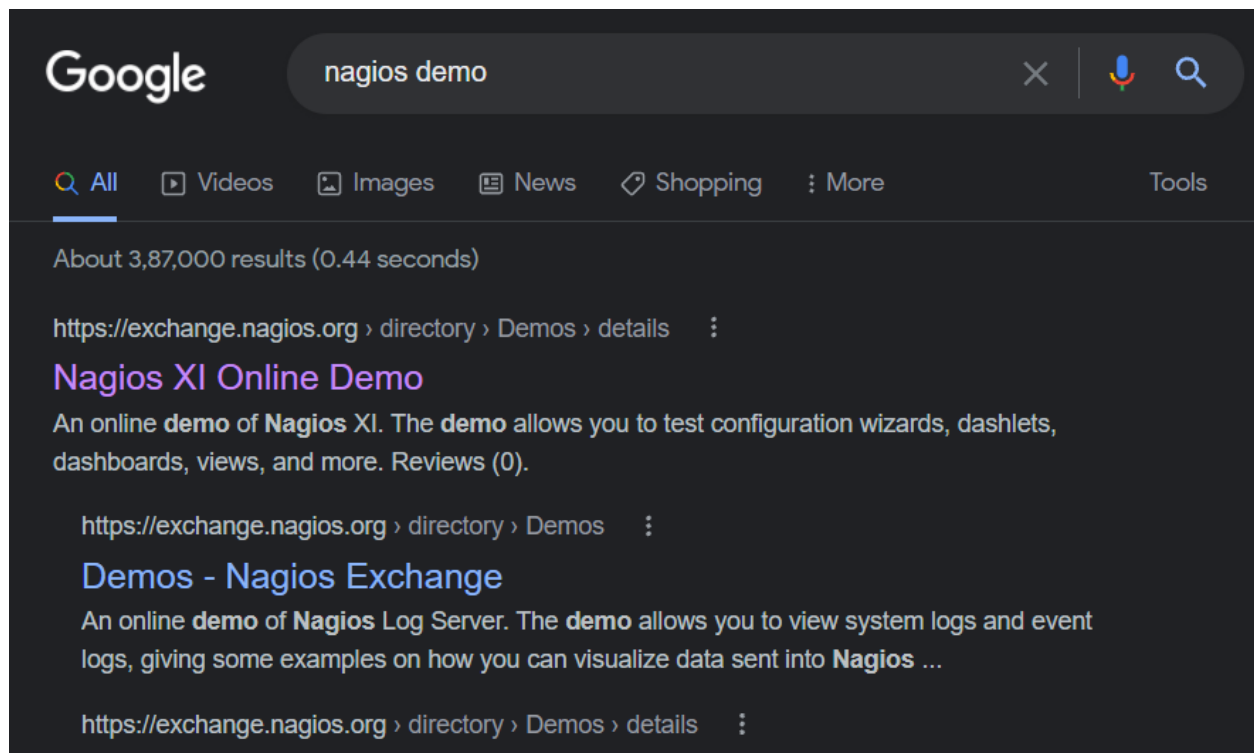 Google
nagios demo
All Videos Images News Shopping More Tools
About 3,87,000 results (0.44 seconds)
https://exchange.nagios.org › directory › Demos › details
Nagios XI Online Demo
An online demo of Nagios XI. The demo allows you to test configuration wizards, dashlets,
dashboards, views, and more. Reviews (0).
https://exchange.nagios.org › directory › Demos
Demos - Nagios Exchange
An online demo of Nagios Log Server. The demo allows you to view system logs and event
logs, giving some examples on how you can visualize data sent into Nagios ...
https://exchange.nagios.org › directory › Demos › details